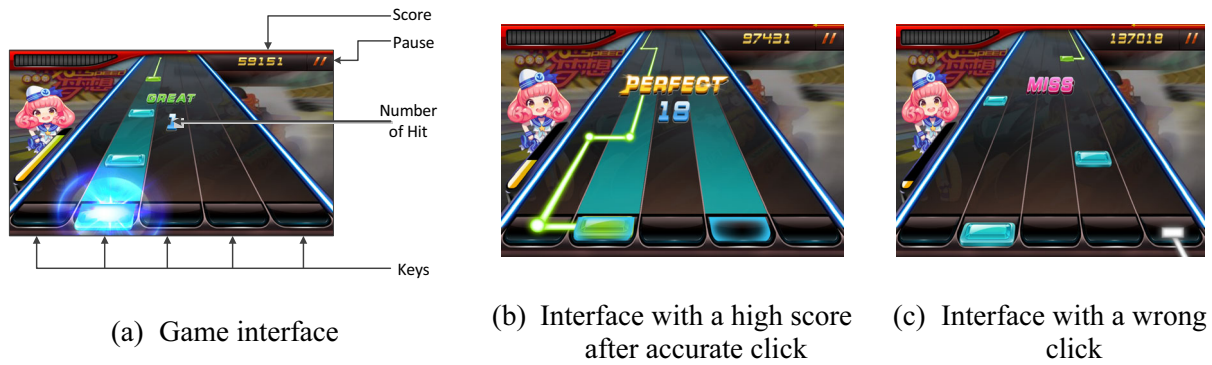 Score
Pause
59151
GREAT
Number
of Hit
Keys
(a) Game interface
97431
PERFECT
18
(b) Interface with a high score
after accurate click
137018
MISS
(c) Interface with a wrong
click